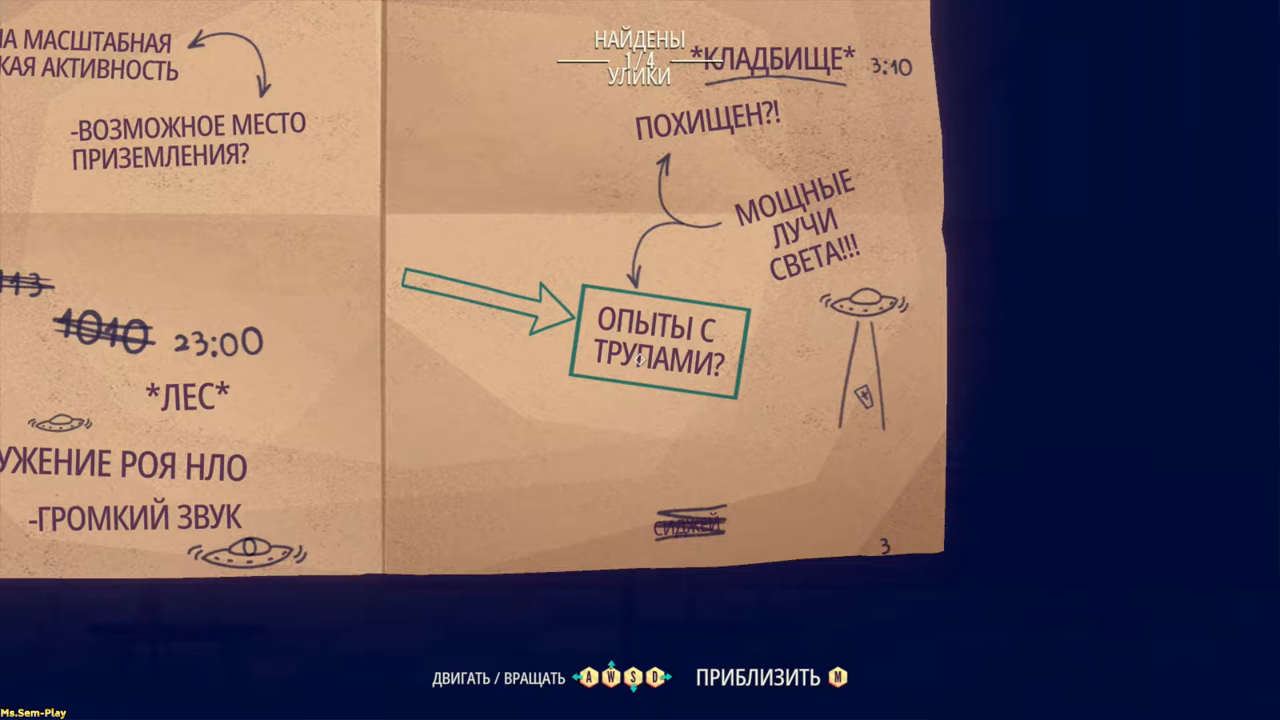 НА МАСШТАБНАЯ
КАЯ АКТИВНОСТЬ
-ВОЗМОЖНОЕ МЕСТО
ПРИЗЕМЛЕНИЯ?
1010 23:00
*ЛЕС*
УЖЕНИЕ РОЯ НЛО
-ГРОМКИЙ ЗВУК
НАЙДЕНЫ
1/4
УЛИКИ
*КЛАДБИЩЕ* 3:10
ПОХИЩЕН?!
МОЩНЫЕ
ЛУЧИ
СВЕТА!!!
ОПЫТЫ С
ТРУПАМИ?
СИДЖЕЙ
3
ДВИГАТЬ / ВРАЩАТЬ A W S D ПРИБЛИЗИТЬ M
Ms.Sem-Play